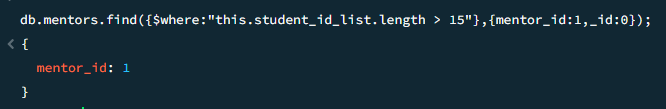 db.mentors.find({$where:"this.student_id_list.length > 15"},{mentor_id:1,_id:0});
< {
mentor_id: 1
}